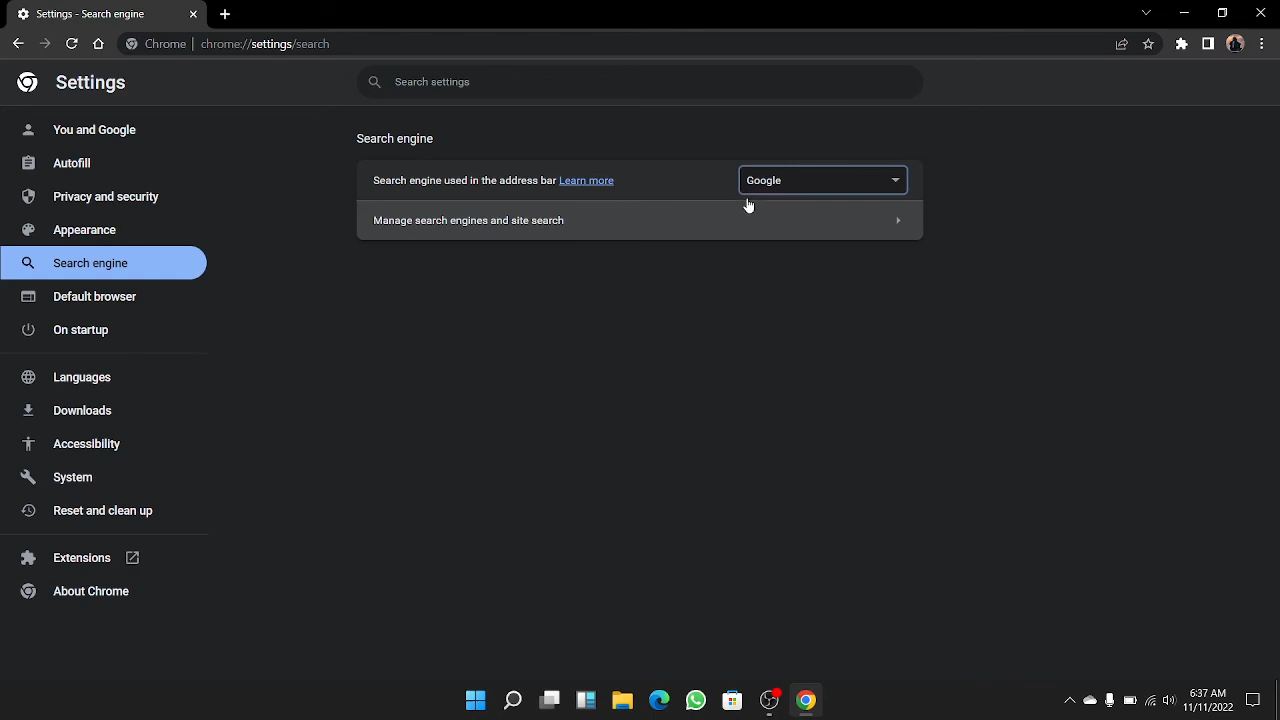 Settings - Search engine
Chrome | chrome://settings/search
Settings
Search settings
You and Google
Autofill
Privacy and security
Appearance
Search engine
Default browser
On startup
Languages
Downloads
Accessibility
System
Reset and clean up
Extensions
About Chrome
Search engine
Search engine used in the address bar Learn more
Google
Manage search engines and site search
6:37 AM
11/11/2022